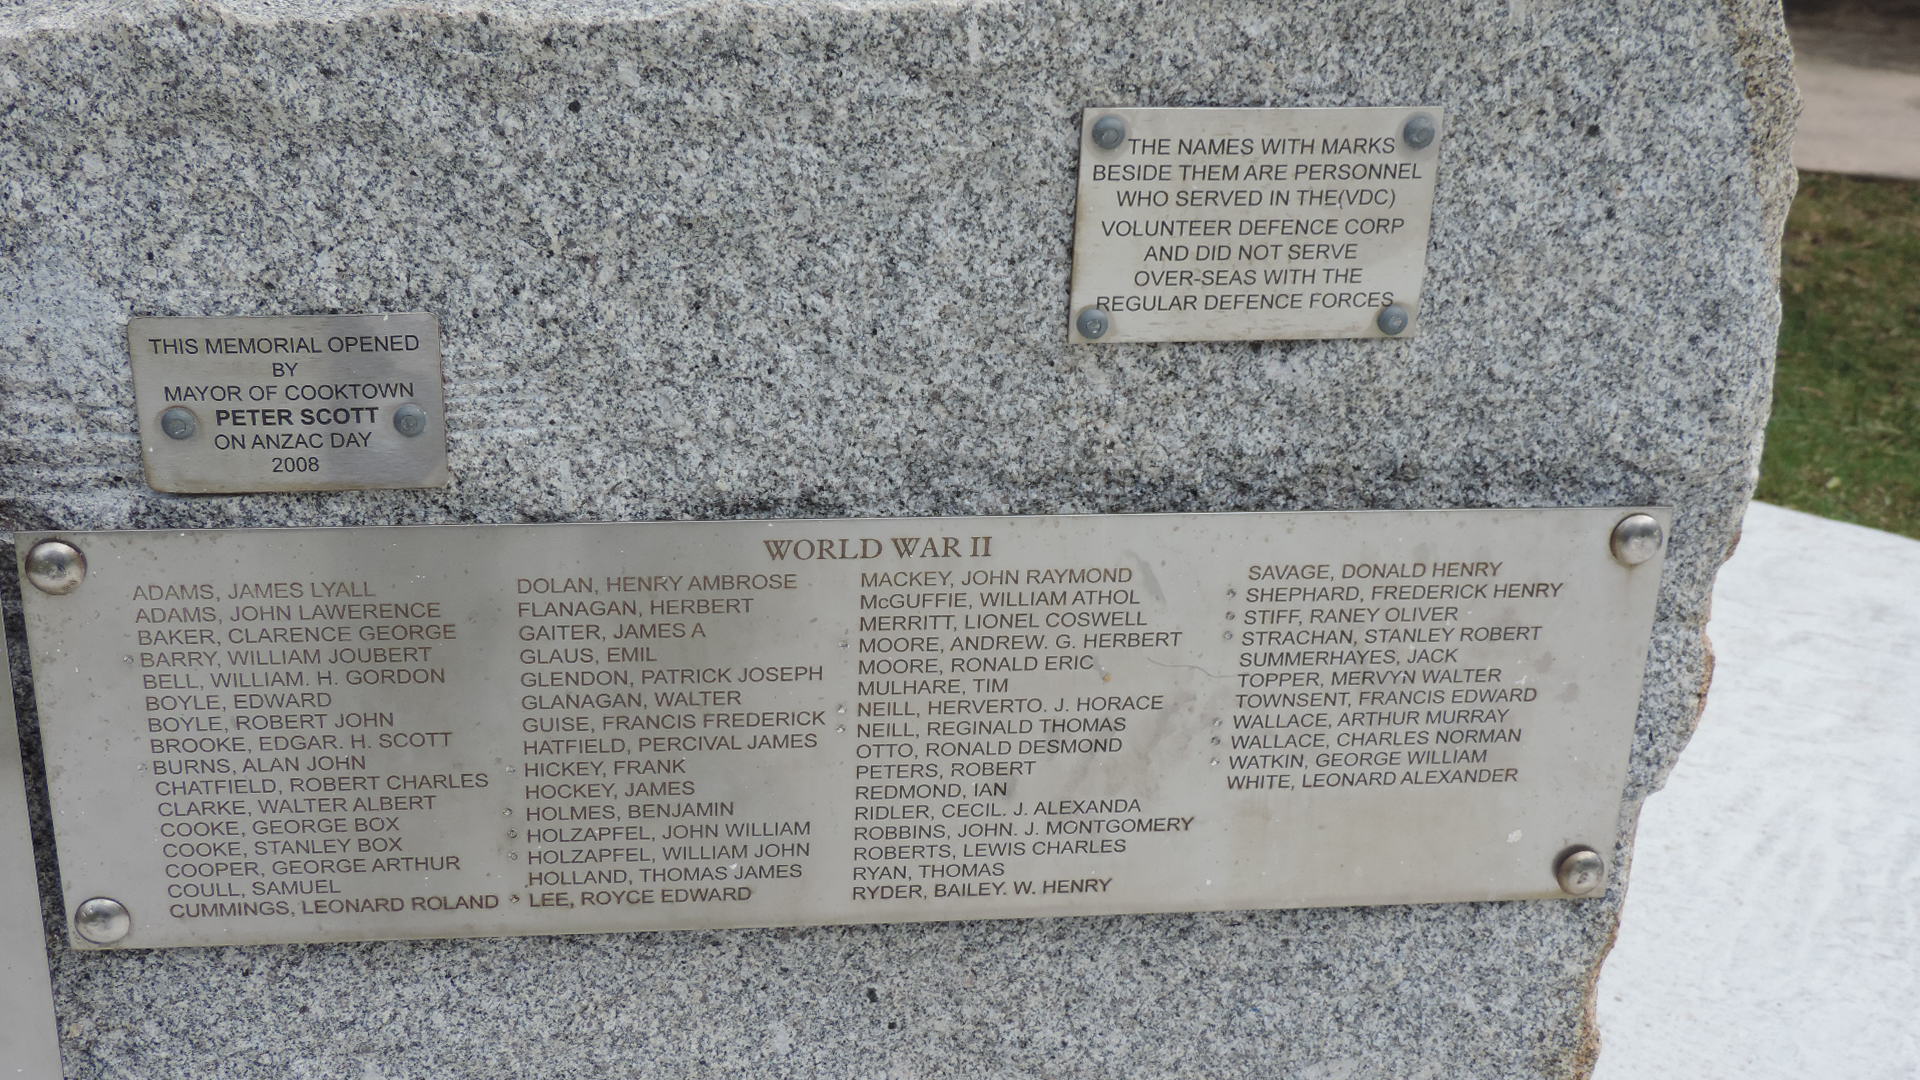 THIS MEMORIAL OPENED
BY
MAYOR OF COOKTOWN
PETER SCOTT
ON ANZAC DAY
2008
THE NAMES WITH MARKS
BESIDE THEM ARE PERSONNEL
WHO SERVED IN THE(VDC)
VOLUNTEER DEFENCE CORP
AND DID NOT SERVE
OVER-SEAS WITH THE
REGULAR DEFENCE FORCES
WORLD WAR II
ADAMS, JAMES LYALL
ADAMS, JOHN LAWERENCE
BAKER, CLARENCE GEORGE
BARRY, WILLIAM JOUBERT
BELL, WILLIAM. H. GORDON
BOYLE, EDWARD
BOYLE, ROBERT JOHN
BROOKE, EDGAR. H. SCOTT
BURNS, ALAN JOHN
CHATFIELD, ROBERT CHARLES
CLARKE, WALTER ALBERT
COOKE, GEORGE BOX
COOKE, STANLEY BOX
COOPER, GEORGE ARTHUR
COULL, SAMUEL
CUMMINGS, LEONARD ROLAND
DOLAN, HENRY AMBROSE
FLANAGAN, HERBERT
GAITER, JAMES A
GLAUS, EMIL
GLENDON, PATRICK JOSEPH
GLANAGAN, WALTER
GUISE, FRANCIS FREDERICK
HATFIELD, PERCIVAL JAMES
HICKEY, FRANK
HOCKEY, JAMES
HOLMES, BENJAMIN
HOLZAPFEL, JOHN WILLIAM
HOLZAPFEL, WILLIAM JOHN
HOLLAND, THOMAS JAMES
LEE, ROYCE EDWARD
MACKEY, JOHN RAYMOND
McGUFFIE, WILLIAM ATHOL
MERRITT, LIONEL COSWELL
MOORE, ANDREW. G. HERBERT
MOORE, RONALD ERIC
MULHARE, TIM
NEILL, HERVERTO. J. HORACE
NEILL, REGINALD THOMAS
OTTO, RONALD DESMOND
PETERS, ROBERT
REDMOND, IAN
RIDLER, CECIL. J. ALEXANDA
ROBBINS, JOHN. J. MONTGOMERY
ROBERTS, LEWIS CHARLES
RYAN, THOMAS
RYDER, BAILEY. W. HENRY
SAVAGE, DONALD HENRY
SHEPHARD, FREDERICK HENRY
STIFF, RANEY OLIVER
STRACHAN, STANLEY ROBERT
SUMMERHAYES, JACK
TOPPER, MERVYN WALTER
TOWNSENT, FRANCIS EDWARD
WALLACE, ARTHUR MURRAY
WALLACE, CHARLES NORMAN
WATKIN, GEORGE WILLIAM
WHITE, LEONARD ALEXANDER